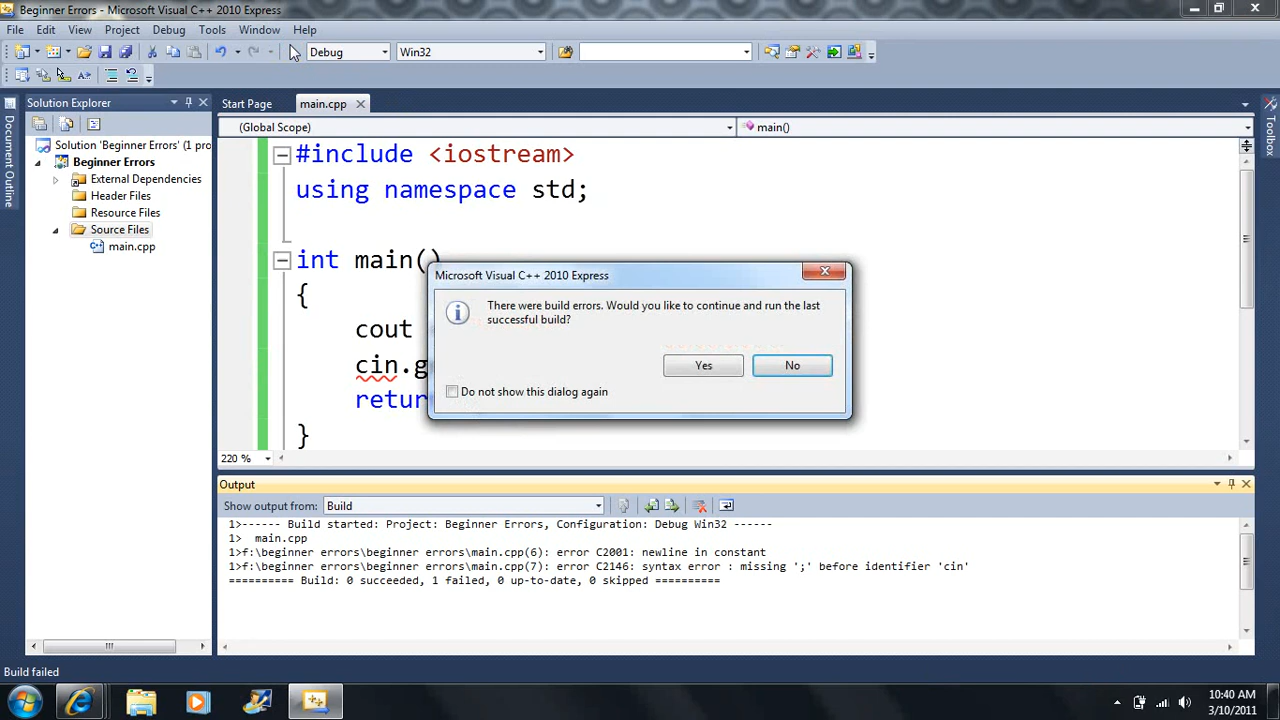 Beginner Errors - Microsoft Visual C++ 2010 Express
File Edit View Project Debug Tools Window Help
Debug Win32
Solution Explorer
Start Page main.cpp
(Global Scope) main()
Document Outline
Toolbox
Solution 'Beginner Errors' (1 pro
Beginner Errors
External Dependencies
Header Files
Resource Files
Source Files
main.cpp
#include <iostream>
using namespace std;
int main()
{
cout
cin.g
return
}
Microsoft Visual C++ 2010 Express
There were build errors. Would you like to continue and run the last
successful build?
Yes No
Do not show this dialog again
220 %
Output
Show output from: Build
1>------ Build started: Project: Beginner Errors, Configuration: Debug Win32 ------
1> main.cpp
1>f:\beginner errors\beginner errors\main.cpp(6): error C2001: newline in constant
1>f:\beginner errors\beginner errors\main.cpp(7): error C2146: syntax error : missing ';' before identifier 'cin'
========== Build: 0 succeeded, 1 failed, 0 up-to-date, 0 skipped ==========
Build failed
10:40 AM
3/10/2011